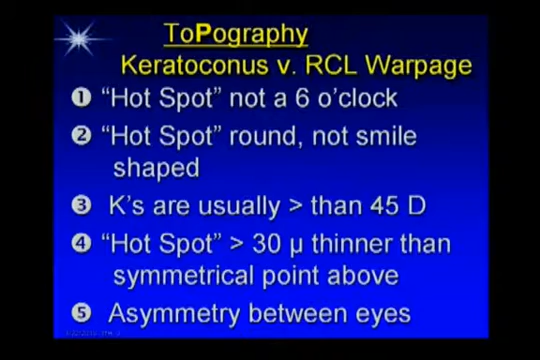 ToPography
Keratoconus v. RCL Warpage
❶ “Hot Spot” not a 6 o’clock
❷ “Hot Spot” round, not smile
shaped
❸ K’s are usually > than 45 D
❹ “Hot Spot” > 30 µ thinner than
symmetrical point above
❺ Asymmetry between eyes